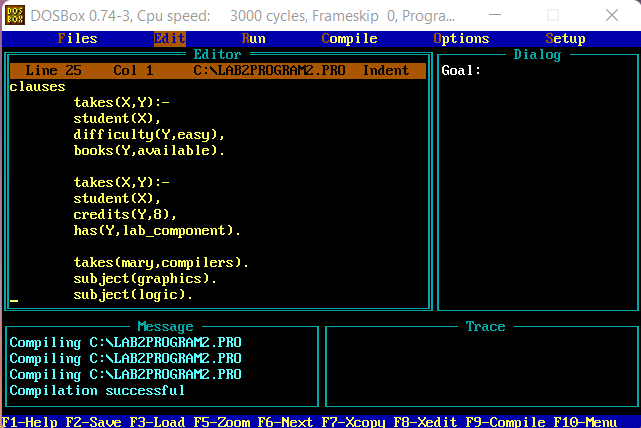 DOS
BOX
DOSBox 0.74-3, Cpu speed: 3000 cycles, Frameskip 0, Progra...
Files Edit Run Compile Options Setup
Editor
Line 25 Col 1 C:\LAB2PROGRAM2.PRO Indent
clauses
takes(X,Y):-
student(X),
difficulty(Y,easy),
books(Y,available).
takes(X,Y):-
student(X),
credits(Y,8),
has(Y,lab_component).
takes(mary,compilers).
subject(graphics).
subject(logic).
Dialog
Goal:
Message
Compiling C:\LAB2PROGRAM2.PRO
Compiling C:\LAB2PROGRAM2.PRO
Compiling C:\LAB2PROGRAM2.PRO
Compilation successful
Trace
F1-Help F2-Save F3-Load F5-Zoom F6-Next F7-Xcopy F8-Xedit F9-Compile F10-Menu